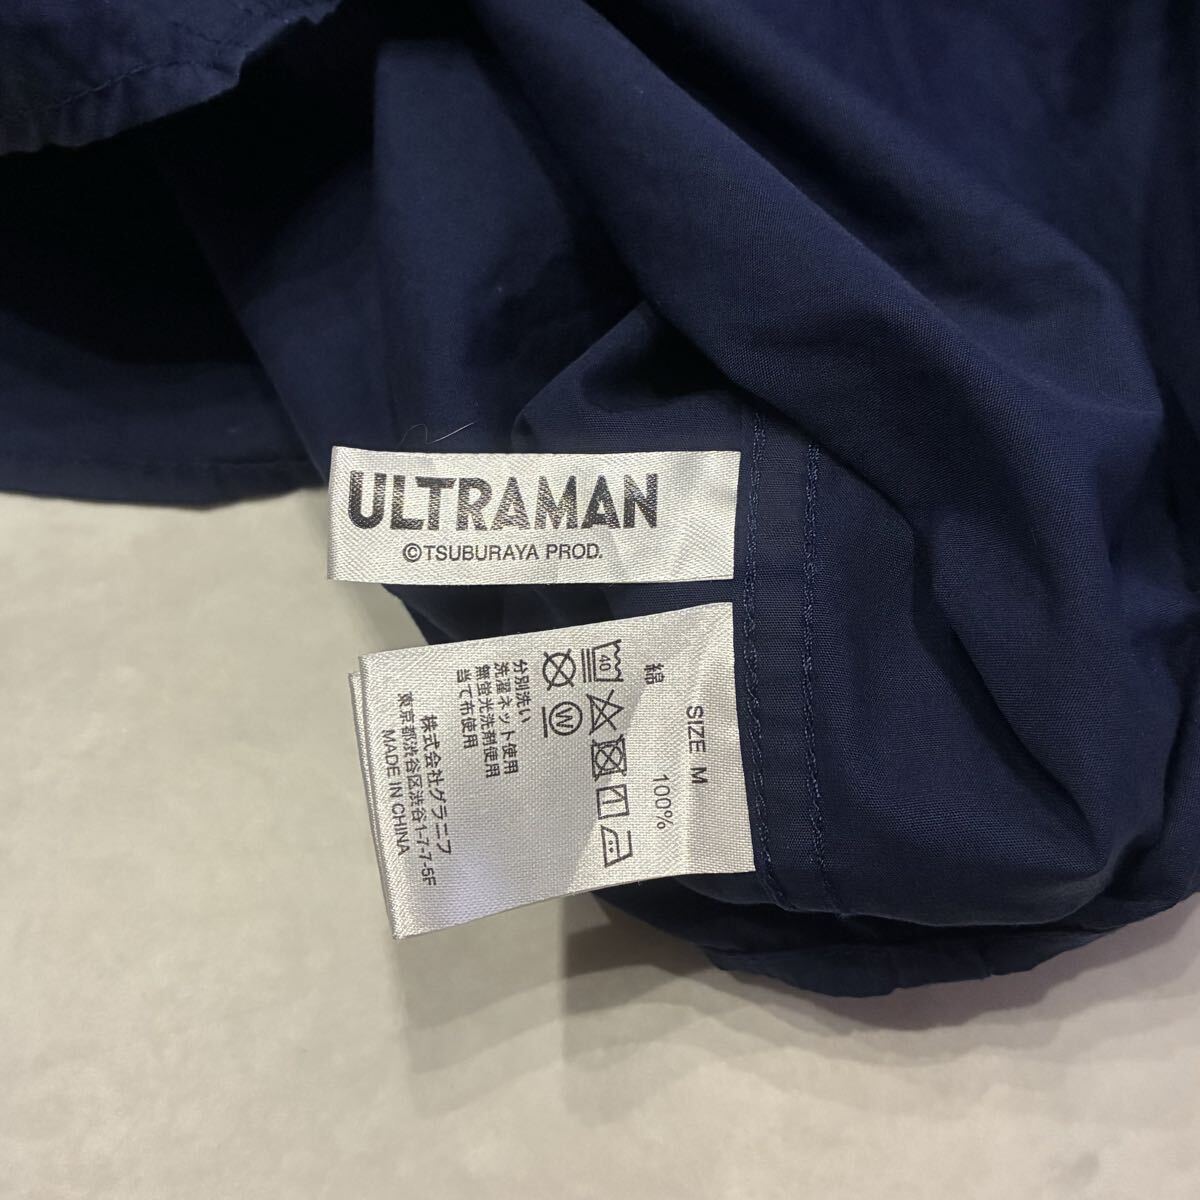 ULTRAMAN
©TSUBURAYA PROD.
SIZE M
綿 100%
40
W
分別洗い
洗濯ネット使用
無蛍光洗剤使用
当て布使用
株式会社グラニフ
東京都渋谷区渋谷1-7-7-5F
MADE IN CHINA